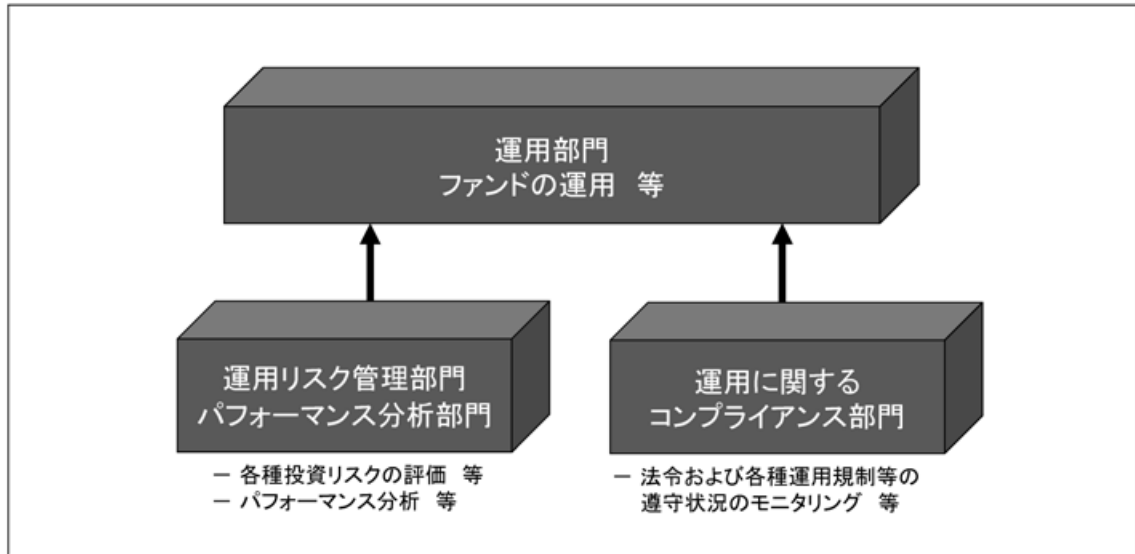 運用部門
ファンドの運用 等
運用リスク管理部門
パフォーマンス分析部門
－ 各種投資リスクの評価 等
－ パフォーマンス分析 等
運用に関する
コンプライアンス部門
－ 法令および各種運用規制等の
遵守状況のモニタリング 等